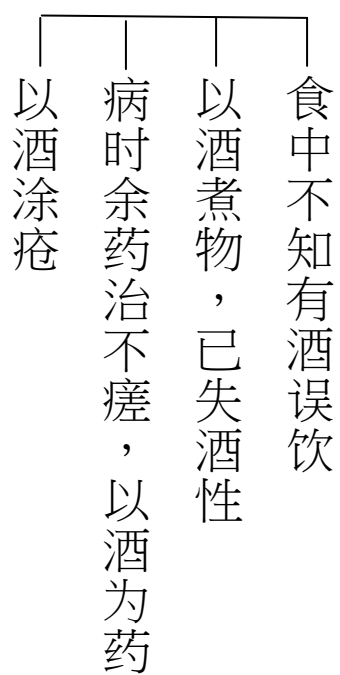 食中不知有酒误饮
以酒煮物，已失酒性
病时余药治不瘥，以酒为药
以酒涂疮